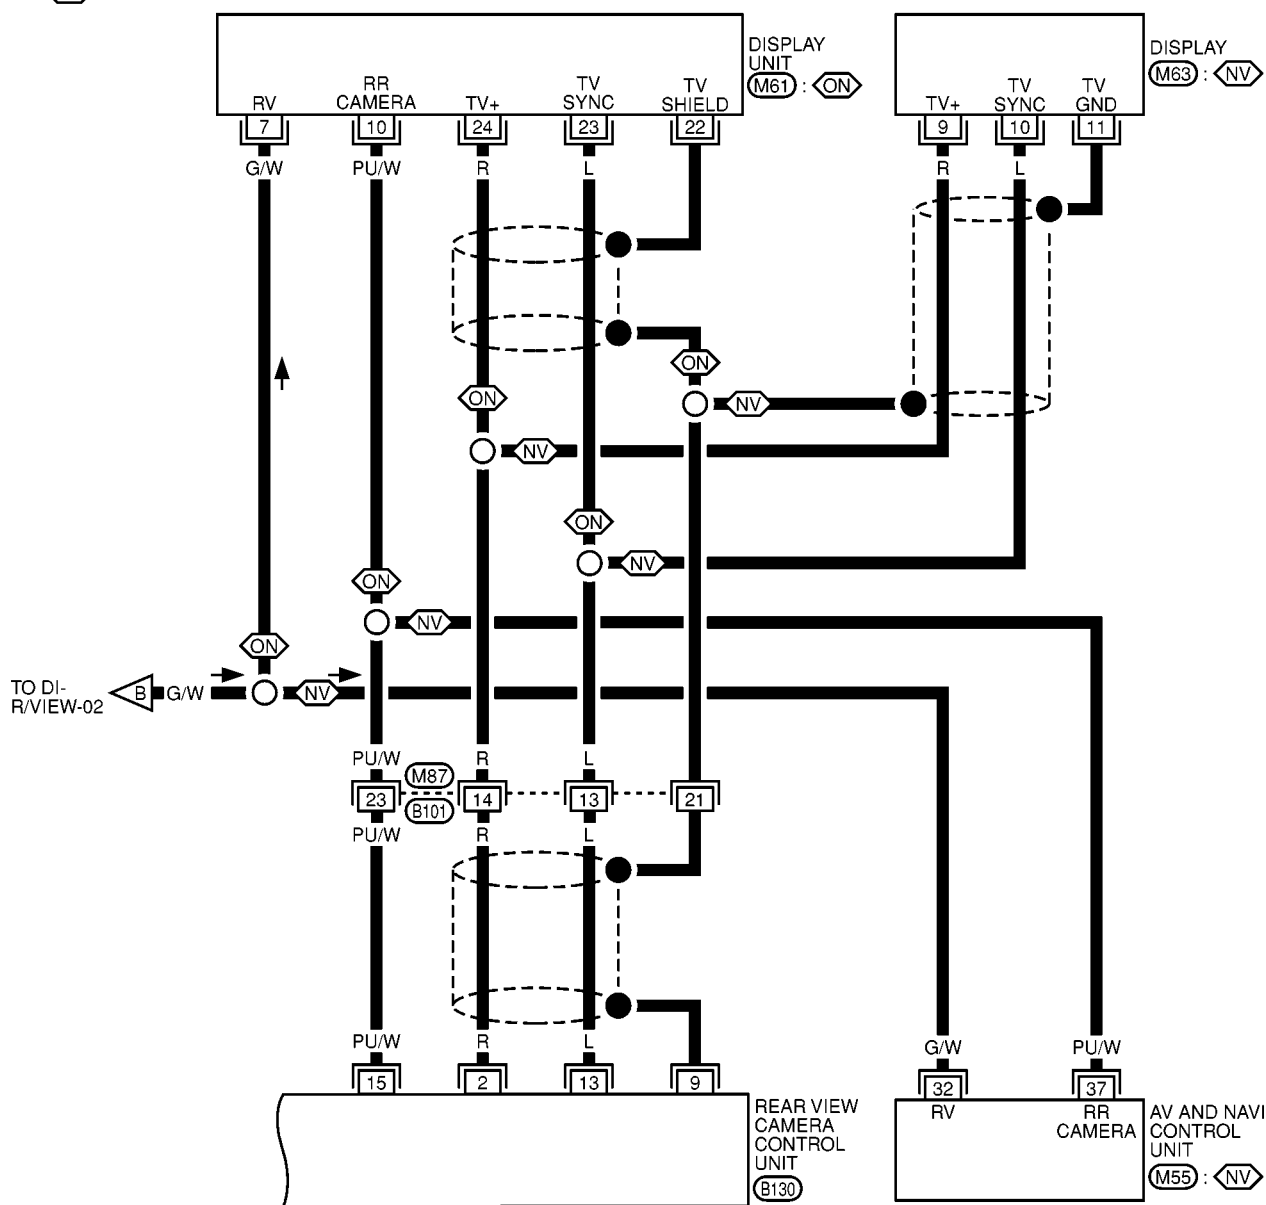 DISPLAY
UNIT
M61 : ON
DISPLAY
M63 : NV
RV
RR
CAMERA
TV+
TV
SYNC
TV
SHIELD
TV+
TV
SYNC
TV
GND
7
10
24
23
22
9
10
11
G/W
PU/W
R
L
R
L
ON
ON
NV
NV
ON
ON
NV
ON
NV
ON
TO DI-
R/VIEW-02
B
G/W
NV
PU/W
R
L
M87
23
14
13
21
B101
PU/W
R
L
PU/W
R
L
G/W
PU/W
15
2
13
9
32
37
REAR VIEW
CAMERA
CONTROL
UNIT
B130
RV
RR
CAMERA
AV AND NAVI
CONTROL
UNIT
M55 : NV